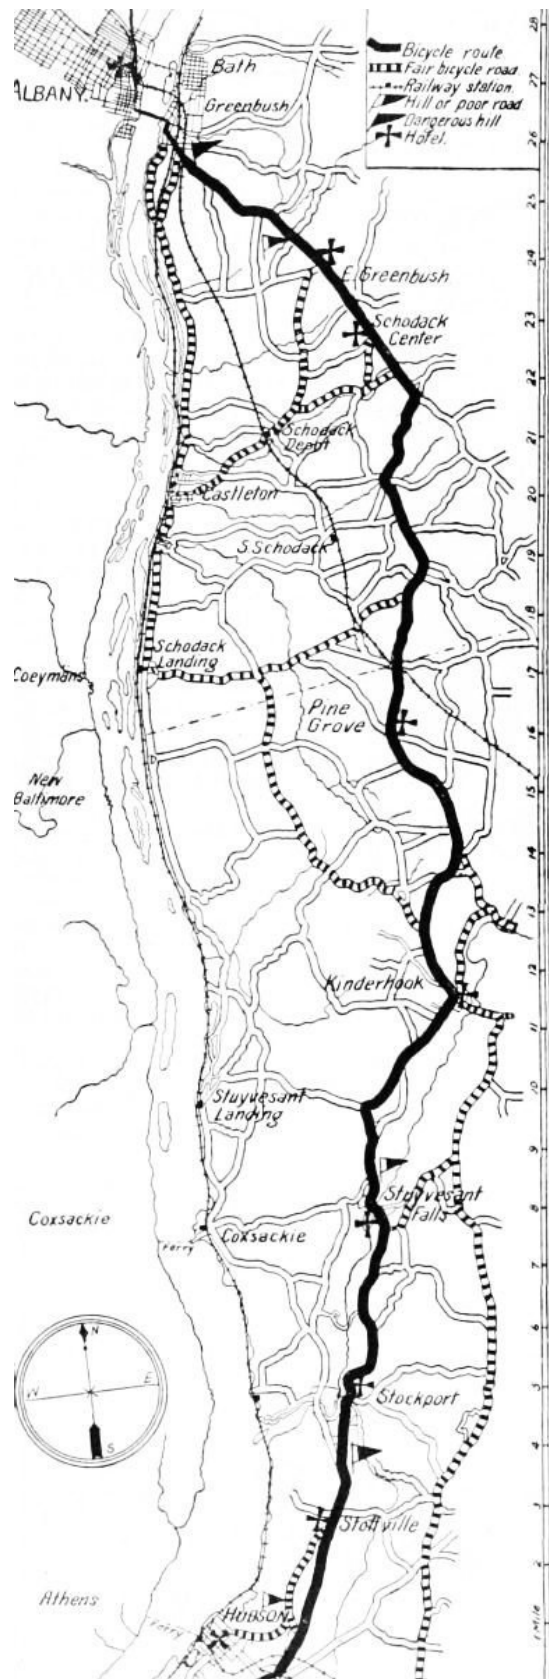 Bicycle route
Fair bicycle road
Railway station.
Hill or poor road
Dangerous hill
Hotel.
28
27
26
25
24
23
22
21
20
19
18
17
16
15
14
13
12
11
10
9
8
7
6
5
4
3
2
1 Mile
Bath
ALBANY.
Greenbush
E. Greenbush
Schodack
Center
Schodack
Depot
Castleton
S. Schodack
Schodack
Landing
Coeymans
Pine
Grove
New
Baltimore
Kinderhook
Stuyvesant
Landing
Stuyvesant
Falls
Coxsackie
Coxsackie
Ferry
N
W
E
S
Stockport
Stottville
Athens
Ferry
HUDSON